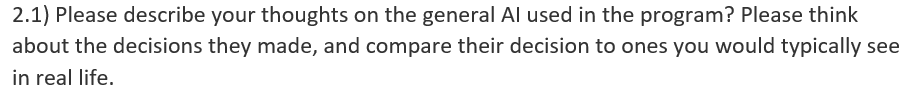 2.1) Please describe your thoughts on the general AI used in the program? Please think
about the decisions they made, and compare their decision to ones you would typically see
in real life.